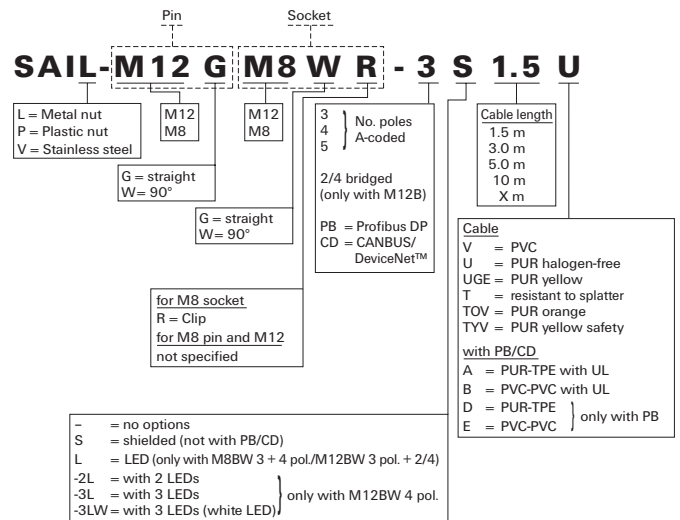 Pin Socket
SAIL-M12 G M8 W R - 3 S 1.5 U
L = Metal nut
P = Plastic nut
V = Stainless steel
M12
M8
M12
M8
3
4
5
No. poles
A-coded
2/4 bridged
(only with M12B)
PB = Profibus DP
CD = CANBUS/
DeviceNet™
Cable length
1.5 m
3.0 m
5.0 m
10 m
X m
G = straight
W= 90°
G = straight
W= 90°
for M8 socket
R = Clip
for M8 pin and M12
not specified
Cable
V = PVC
U = PUR halogen-free
UGE = PUR yellow
T = resistant to splatter
TOV = PUR orange
TYV = PUR yellow safety
with PB/CD
A = PUR-TPE with UL
B = PVC-PVC with UL
D = PUR-TPE
E = PVC-PVC
only with PB
– = no options
S = shielded (not with PB/CD)
L = LED (only with M8BW 3 + 4 pol./M12BW 3 pol. + 2/4)
-2L = with 2 LEDs
-3L = with 3 LEDs
-3LW = with 3 LEDs (white LED)
only with M12BW 4 pol.